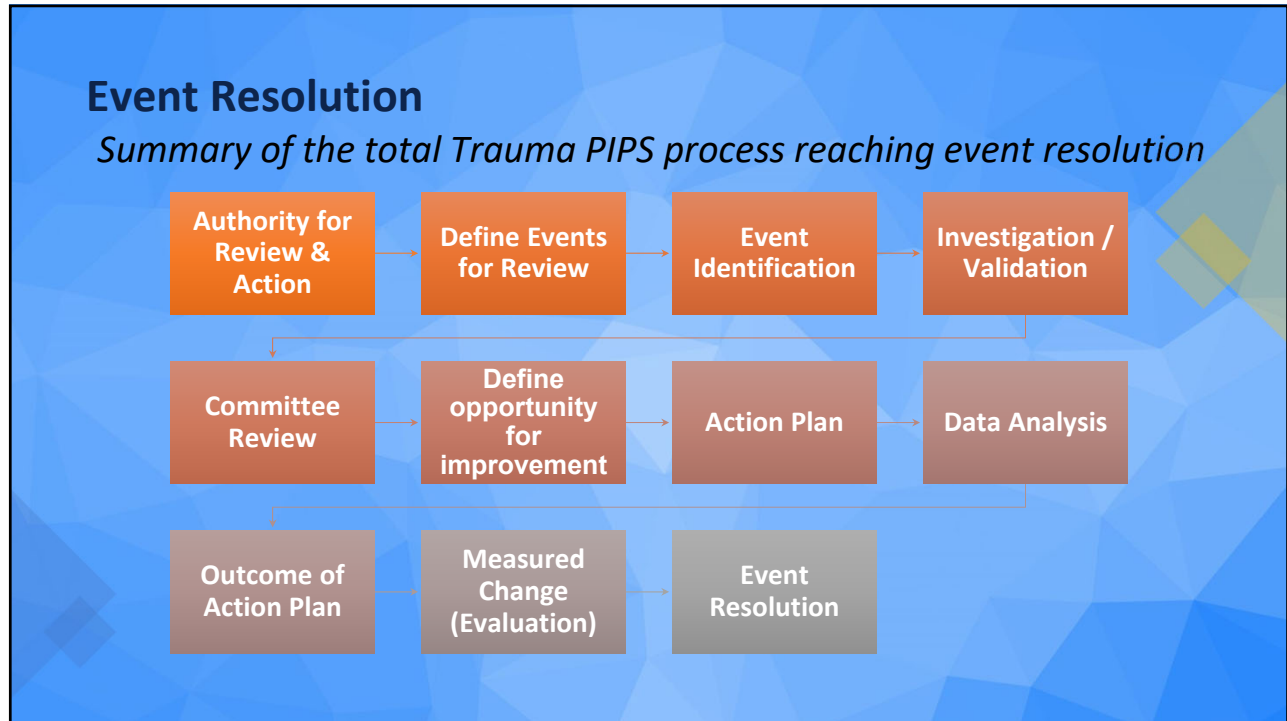 Event Resolution
Summary of the total Trauma PIPS process reaching event resolution
Authority for
Review &
Action
Define Events
for Review
Event
Identification
Investigation /
Validation
Committee
Review
Define
opportunity
for
improvement
Action Plan
Data Analysis
Outcome of
Action Plan
Measured
Change
(Evaluation)
Event
Resolution